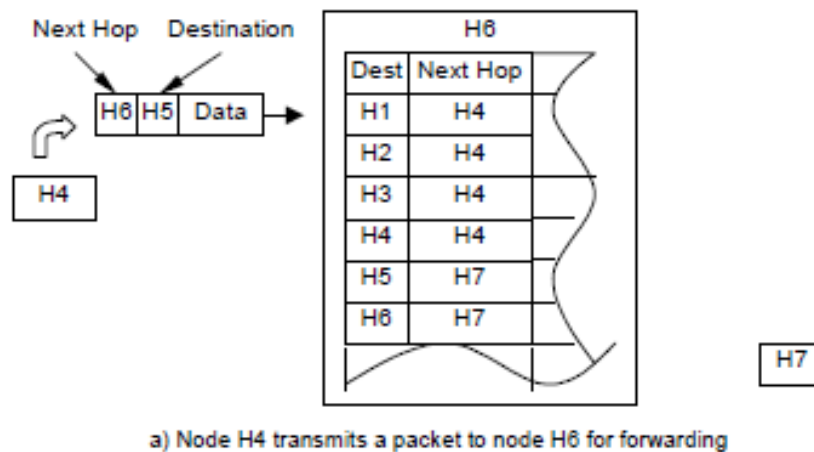 Next Hop Destination
H6 H5 Data
H4
H6
Dest Next Hop
H1 H4
H2 H4
H3 H4
H4 H4
H5 H7
H6 H7
H7
a) Node H4 transmits a packet to node H6 for forwarding